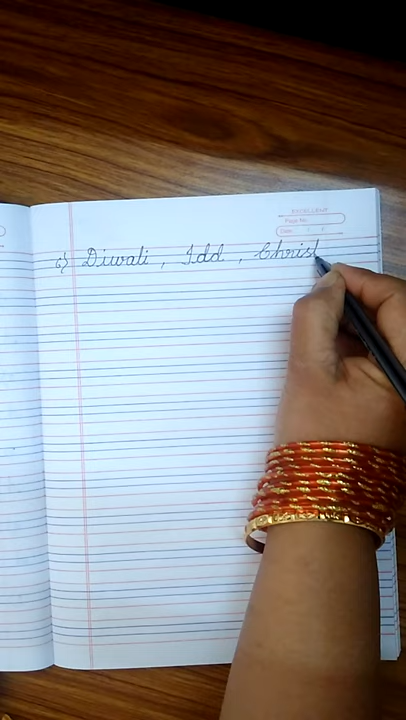 EXCELLENT
Page No.
Date / /
c) Diwali, Idd, Christ